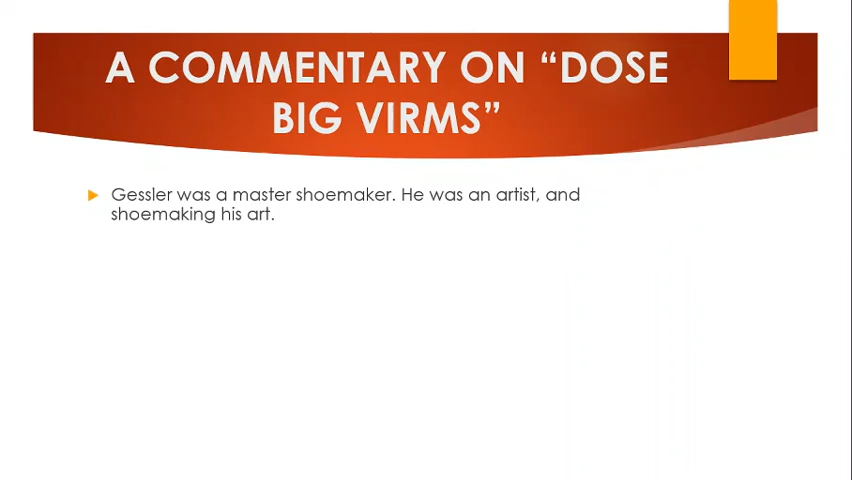 A COMMENTARY ON “DOSE
BIG VIRMS”
Gessler was a master shoemaker. He was an artist, and
shoemaking his art.